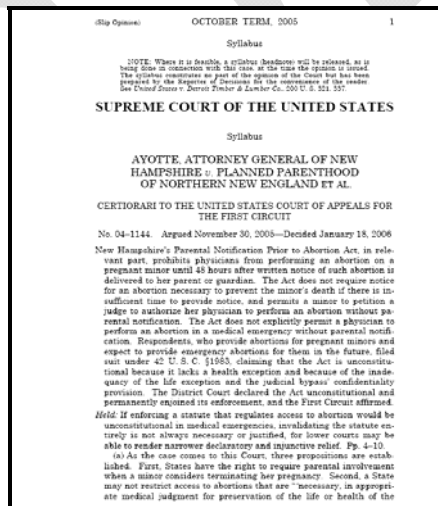 (Slip Opinion) OCTOBER TERM, 2005 1
Syllabus
NOTE: Where it is feasible, a syllabus (headnote) will be released, as is
being done in connection with this case, at the time the opinion is issued.
The syllabus constitutes no part of the opinion of the Court but has been
prepared by the Reporter of Decisions for the convenience of the reader.
See United States v. Detroit Timber & Lumber Co., 200 U. S. 321, 337.
SUPREME COURT OF THE UNITED STATES
Syllabus
AYOTTE, ATTORNEY GENERAL OF NEW
HAMPSHIRE v. PLANNED PARENTHOOD
OF NORTHERN NEW ENGLAND ET AL.
CERTIORARI TO THE UNITED STATES COURT OF APPEALS FOR
THE FIRST CIRCUIT
No. 04–1144. Argued November 30, 2005—Decided January 18, 2006
New Hampshire's Parental Notification Prior to Abortion Act, in rele-
vant part, prohibits physicians from performing an abortion on a
pregnant minor until 48 hours after written notice of such abortion is
delivered to her parent or guardian. The Act does not require notice
for an abortion necessary to prevent the minor's death if there is in-
sufficient time to provide notice, and permits a minor to petition a
judge to authorize her physician to perform an abortion without pa-
rental notification. The Act does not explicitly permit a physician to
perform an abortion in a medical emergency without parental notifi-
cation. Respondents, who provide abortions for pregnant minors and
expect to provide emergency abortions for them in the future, filed
suit under 42 U. S. C. §1983, claiming that the Act is unconstitu-
tional because it lacks a health exception and because of the inade-
quacy of the life exception and the judicial bypass' confidentiality
provision. The District Court declared the Act unconstitutional and
permanently enjoined its enforcement, and the First Circuit affirmed.
Held: If enforcing a statute that regulates access to abortion would be
unconstitutional in medical emergencies, invalidating the statute en-
tirely is not always necessary or justified, for lower courts may be
able to render narrower declaratory and injunctive relief. Pp. 4–10.
(a) As the case comes to this Court, three propositions are estab-
lished. First, States have the right to require parental involvement
when a minor considers terminating her pregnancy. Second, a State
may not restrict access to abortions that are "'necessary, in appropri-
ate medical judgment for preservation of the life or health of the